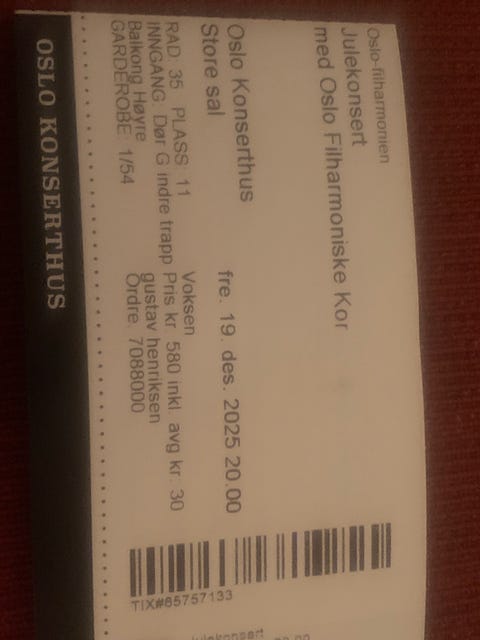 Oslo-filharmonien
Julekonsert
med Oslo Filharmoniske Kor
Oslo Konserthus fre. 19. des. 2025 20.00
Store sal
RAD: 35 PLASS: 11 Voksen
INNGANG: Dør G indre trapp Pris kr 580 inkl. avg kr. 30
Balkong Høyre gustav henriksen
GARDEROBE: 1/54 Ordre: 7088000
OSLO KONSERTHUS
TIX#65757133
Julekonsert